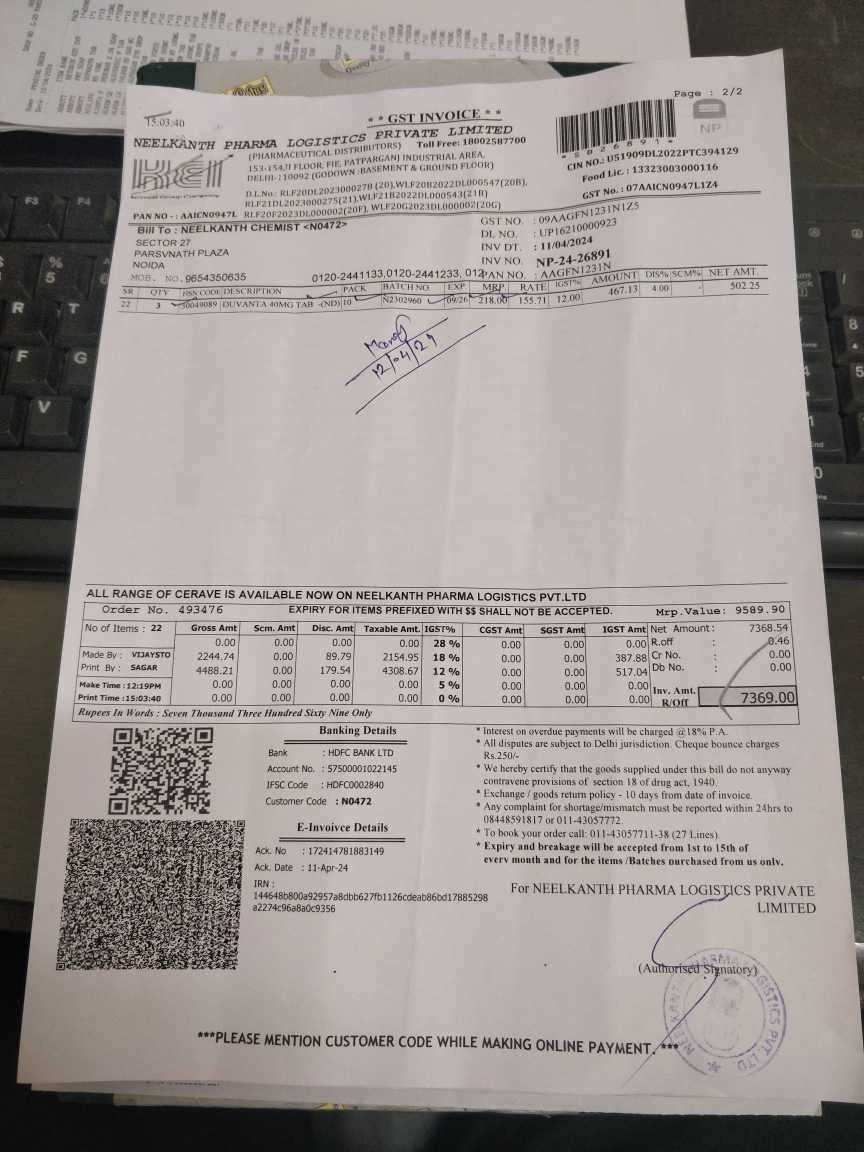 Page : 2/2
15:03:40
* * GST INVOICE * *
NEELKANTH PHARMA LOGISTICS PRIVATE LIMITED
(PHARMACEUTICAL DISTRIBUTORS) Toll Free: 18002587700
153-154,II FLOOR, FIE, PATPARGANJ INDUSTRIAL AREA,
DELHI-110092 (GODOWN :BASEMENT & GROUND FLOOR)
D.L.No.: RLF20DL2023000278 (20),WLF20B2022DL000547(20B),
RLF21DL2023000275(21),WLF21B2022DL000543(21B)
PAN NO - : AAICN0947L RLF20F2023DL000002(20F), WLF20G2023DL000002(20G)
NP
*5826891*
CIN NO.: U51909DL2022PTC394129
Food Lic. : 13323003000116
GST No. : 07AAICN0947L1Z4
Bill To : NEELKANTH CHEMIST <N0472>
SECTOR 27
PARSVNATH PLAZA
NOIDA
MOB. NO. 9654350635 0120-2441133,0120-2441233, 012
GST NO. : 09AAGFN1231N1Z5
DL NO. : UP16210000923
INV DT. : 11/04/2024
INV NO. NP-24-26891
PAN NO. : AAGFN1231N
SR QTY HSN CODE DESCRIPTION PACK BATCH NO. EXP MRP RATE IGST% AMOUNT DIS% SCM% NET AMT.
22 3 30049089 DUVANTA 40MG TAB -(ND) 10 N2302960 09/26 218.00 155.71 12.00 467.13 4.00 - 502.25
12/04/24
ALL RANGE OF CERAVE IS AVAILABLE NOW ON NEELKANTH PHARMA LOGISTICS PVT.LTD
Order No. 493476 EXPIRY FOR ITEMS PREFIXED WITH $$ SHALL NOT BE ACCEPTED. Mrp.Value: 9589.90
No of Items : 22 Gross Amt Scm. Amt Disc. Amt Taxable Amt. IGST% CGST Amt SGST Amt IGST Amt Net Amount: 7368.54
0.00 0.00 0.00 0.00 28 % 0.00 0.00 0.00 R.off : 0.46
Made By : VIJAYSTO 2244.74 0.00 89.79 2154.95 18 % 0.00 0.00 387.88 Cr No. : 0.00
Print By : SAGAR 4488.21 0.00 179.54 4308.67 12 % 0.00 0.00 517.04 Db No. : 0.00
Make Time :12:19PM 0.00 0.00 0.00 0.00 5 % 0.00 0.00 0.00
Print Time :15:03:40 0.00 0.00 0.00 0.00 0 % 0.00 0.00 0.00 Inv. Amt. R/Off 7369.00
Rupees In Words : Seven Thousand Three Hundred Sixty Nine Only
Banking Details
Bank : HDFC BANK LTD
Account No. : 57500001022145
IFSC Code : HDFC0002840
Customer Code : N0472
E-Invoivce Details
Ack. No : 172414781883149
Ack. Date : 11-Apr-24
IRN :
144648b800a92957a8dbb627fb1126cdeab86bd17885298
a2274c96a8a0c9356
* Interest on overdue payments will be charged @18% P.A.
* All disputes are subject to Delhi jurisdiction. Cheque bounce charges
Rs.250/-
* We hereby certify that the goods supplied under this bill do not anyway
contravene provisions of section 18 of drug act, 1940.
* Exchange / goods return policy - 10 days from date of invoice.
* Any complaint for shortage/mismatch must be reported within 24hrs to
08448591817 or 011-43057772.
* To book your order call: 011-43057711-38 (27 Lines).
* Expiry and breakage will be accepted from 1st to 15th of
every month and for the items /Batches purchased from us only.
For NEELKANTH PHARMA LOGISTICS PRIVATE
LIMITED
(Authorised Signatory)
NEELKANTH PHARMA LOGISTICS PVT. LTD.
***PLEASE MENTION CUSTOMER CODE WHILE MAKING ONLINE PAYMENT. ***